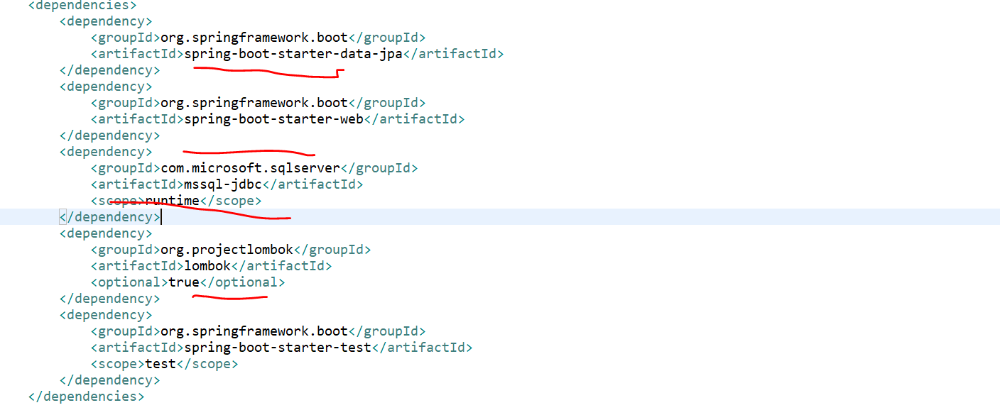 <dependencies>
<dependency>
<groupId>org.springframework.boot</groupId>
<artifactId>spring-boot-starter-data-jpa</artifactId>
</dependency>
<dependency>
<groupId>org.springframework.boot</groupId>
<artifactId>spring-boot-starter-web</artifactId>
</dependency>
<dependency>
<groupId>com.microsoft.sqlserver</groupId>
<artifactId>mssql-jdbc</artifactId>
<scope>runtime</scope>
</dependency>
<dependency>
<groupId>org.projectlombok</groupId>
<artifactId>lombok</artifactId>
<optional>true</optional>
</dependency>
<dependency>
<groupId>org.springframework.boot</groupId>
<artifactId>spring-boot-starter-test</artifactId>
<scope>test</scope>
</dependency>
</dependencies>